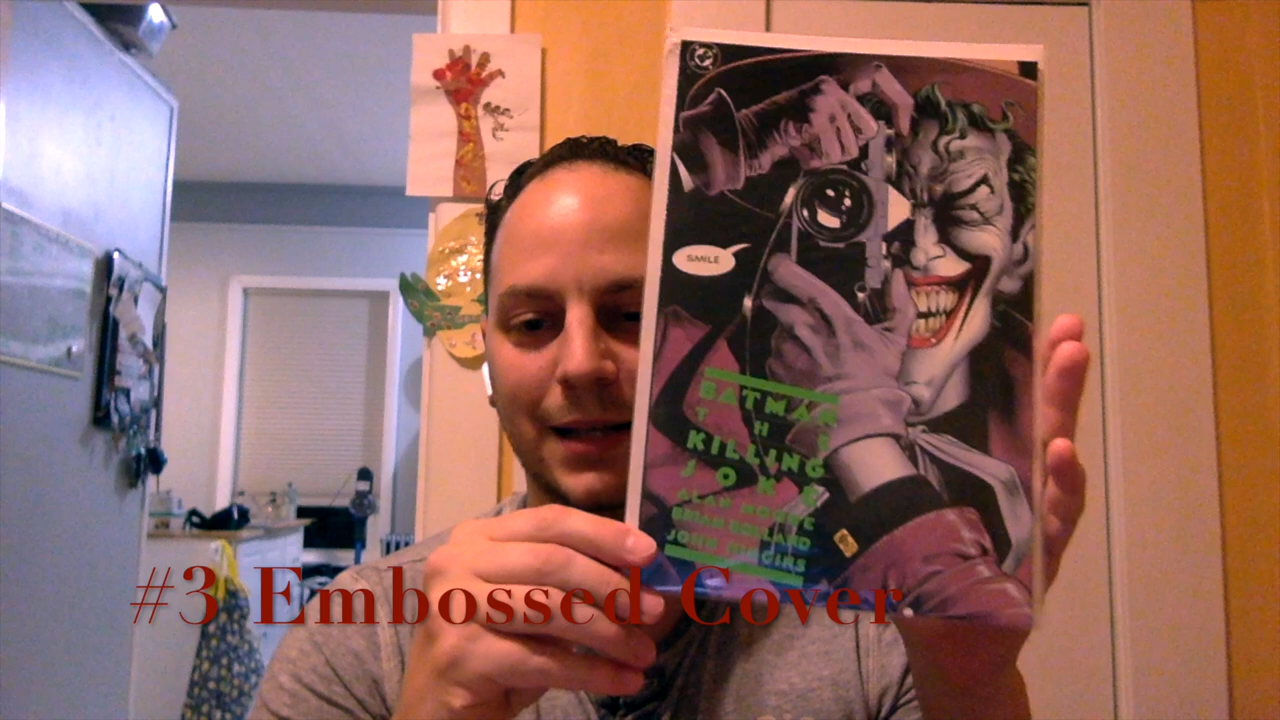 SMILE
BATMAN
THE
KILLING
JOKE
ALAN MOORE
BRIAN BOLLAND
JOHN HIGGINS
#3 Embossed Cover